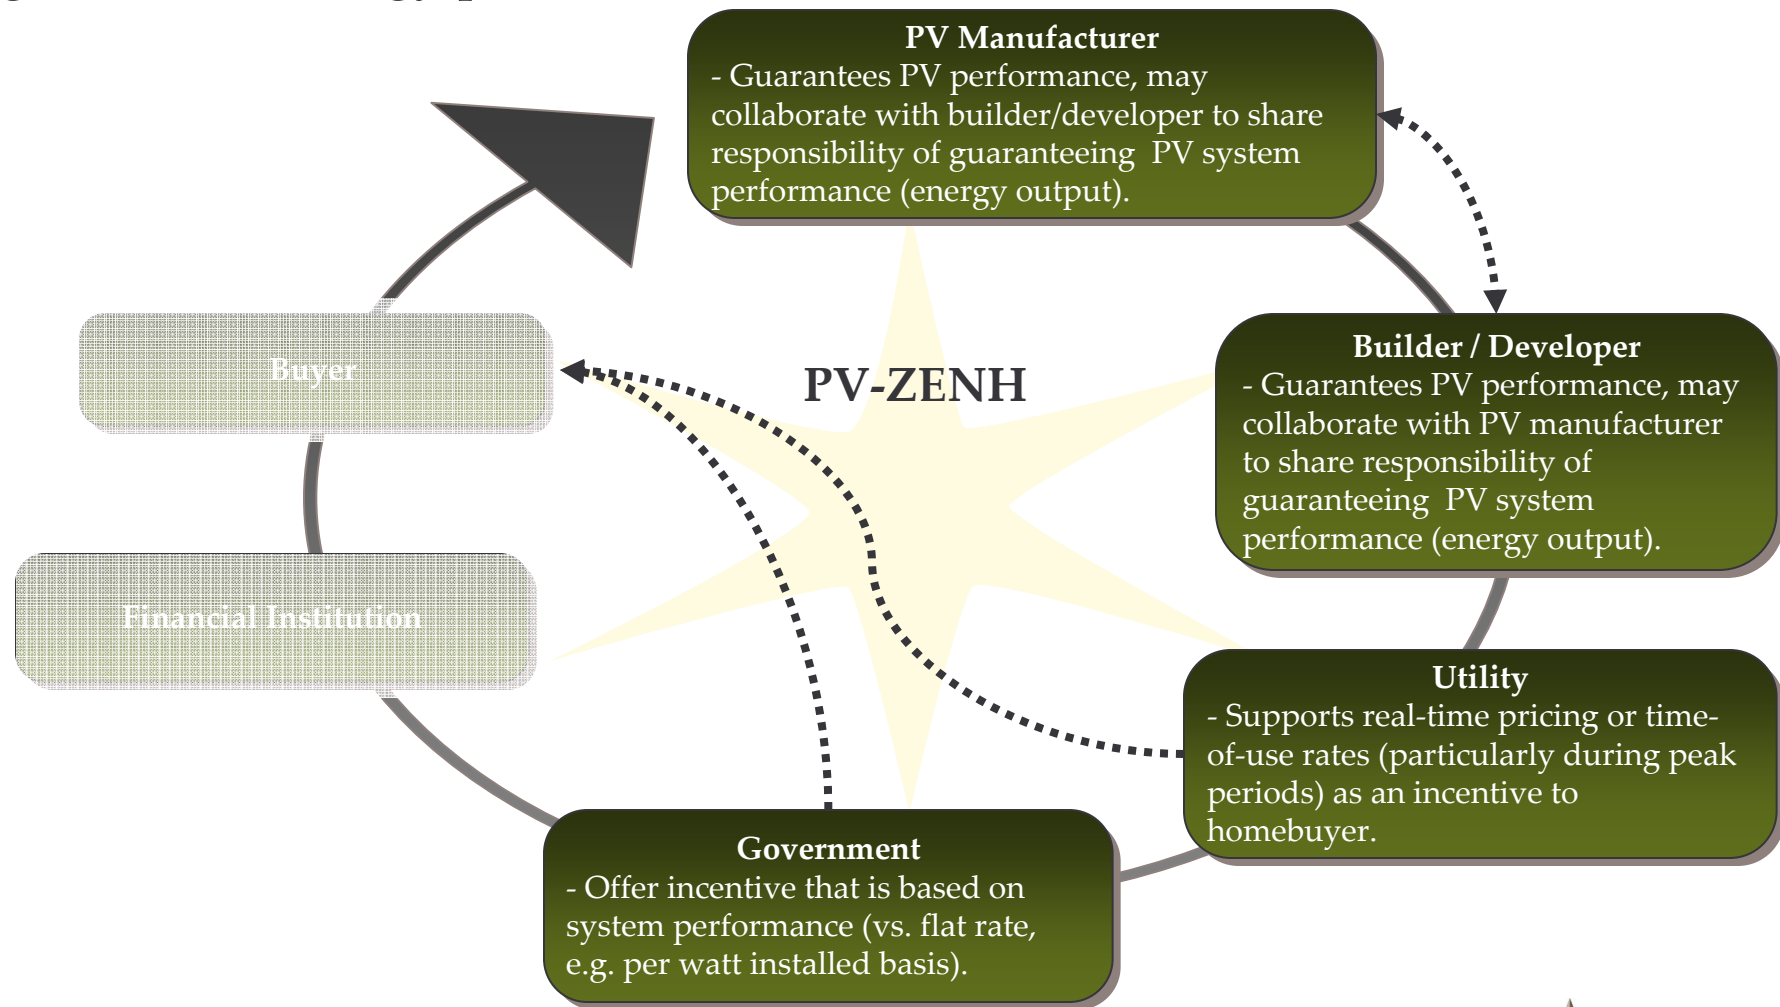 PV Manufacturer
- Guarantees PV performance, may
collaborate with builder/developer to share
responsibility of guaranteeing PV system
performance (energy output).
Buyer
PV-ZENH
Builder / Developer
- Guarantees PV performance, may
collaborate with PV manufacturer
to share responsibility of
guaranteeing PV system
performance (energy output).
Financial Institution
Utility
- Supports real-time pricing or time-
of-use rates (particularly during peak
periods) as an incentive to
homebuyer.
Government
- Offer incentive that is based on
system performance (vs. flat rate,
e.g. per watt installed basis).